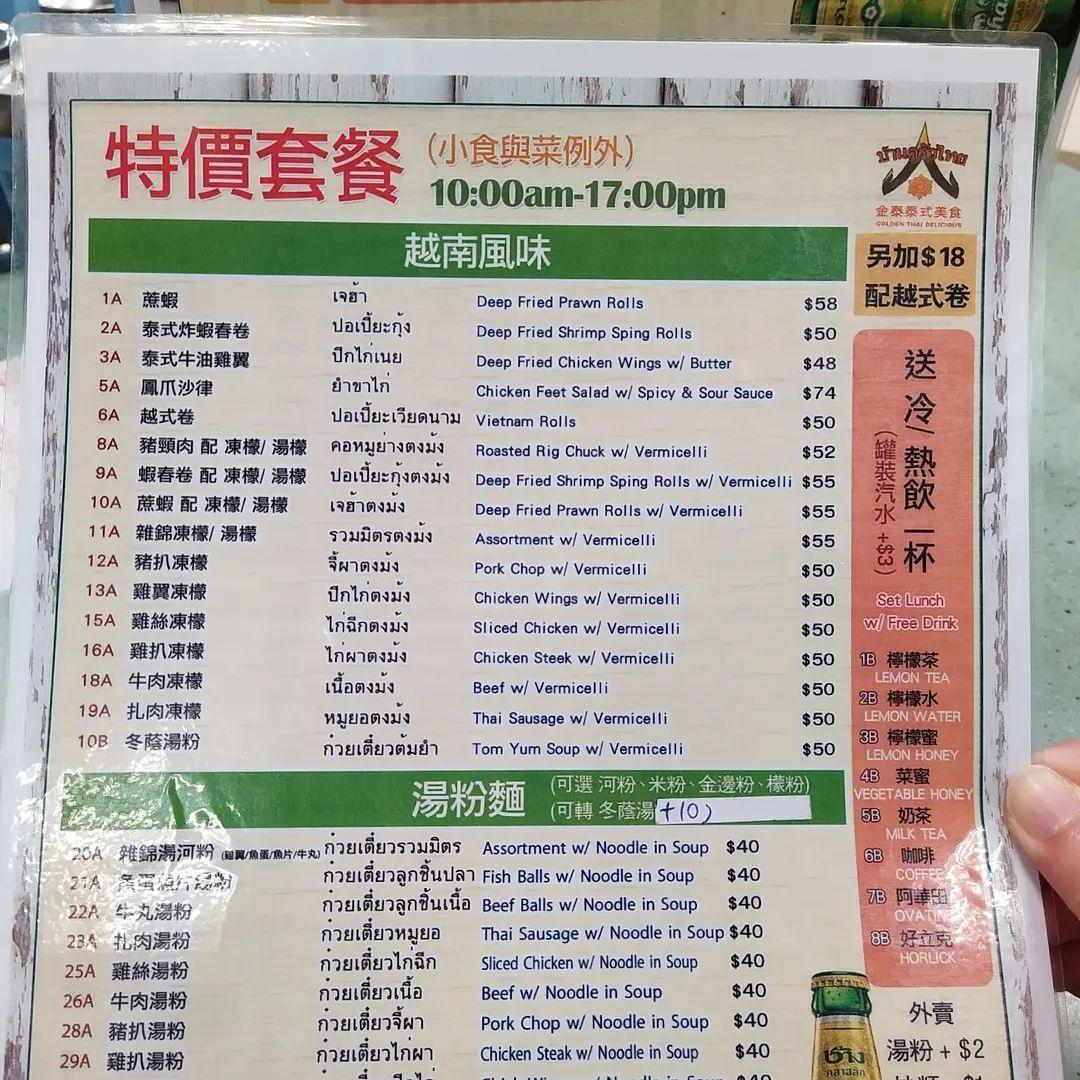 特價套餐 (小食與菜例外)
10:00am-17:00pm
金泰泰式美食
GOLDEN THAI DELICIOUS
越南風味
1A 蔗蝦 เจฮ้า Deep Fried Prawn Rolls $58
2A 泰式炸蝦春卷 ปอเปี๊ยะกุ้ง Deep Fried Shrimp Sping Rolls $50
3A 泰式牛油雞翼 ปีกไก่เนย Deep Fried Chicken Wings w/ Butter $48
5A 鳳爪沙律 ยำขาไก่ Chicken Feet Salad w/ Spicy & Sour Sauce $74
6A 越式卷 ปอเปี๊ยะเวียดนาม Vietnam Rolls $50
8A 豬頸肉 配 凍檬/ 湯檬 คอหมูย่างตงม้ง Roasted Rig Chuck w/ Vermicelli $52
9A 蝦春卷 配 凍檬/ 湯檬 ปอเปี๊ยะกุ้งตงม้ง Deep Fried Shrimp Sping Rolls w/ Vermicelli $55
10A 蔗蝦 配 凍檬/ 湯檬 เจฮ้าตงม้ง Deep Fried Prawn Rolls w/ Vermicelli $55
11A 雜錦凍檬/ 湯檬 รวมมิตรตงม้ง Assortment w/ Vermicelli $55
12A 豬扒凍檬 จี้ผาตงม้ง Pork Chop w/ Vermicelli $50
13A 雞翼凍檬 ปีกไก่ตงม้ง Chicken Wings w/ Vermicelli $50
15A 雞絲凍檬 ไก่ฉีกตงม้ง Sliced Chicken w/ Vermicelli $50
16A 雞扒凍檬 ไก่ผาตงม้ง Chicken Steek w/ Vermicelli $50
18A 牛肉凍檬 เนื้อตงม้ง Beef w/ Vermicelli $50
19A 扎肉凍檬 หมูยอตงม้ง Thai Sausage w/ Vermicelli $50
10B 冬蔭湯粉 ก๋วยเตี๋ยวต้มยำ Tom Yum Soup w/ Vermicelli $50
湯粉麵 (可選 河粉、米粉、金邊粉、檬粉)
(可轉 冬蔭湯 +10)
20A 雜錦湯河粉 (雞翼/魚蛋/魚片/牛丸) ก๋วยเตี๋ยวรวมมิตร Assortment w/ Noodle in Soup $40
21A 魚蛋魚片湯粉 ก๋วยเตี๋ยวลูกชิ้นปลา Fish Balls w/ Noodle in Soup $40
22A 牛丸湯粉 ก๋วยเตี๋ยวลูกชิ้นเนื้อ Beef Balls w/ Noodle in Soup $40
23A 扎肉湯粉 ก๋วยเตี๋ยวหมูยอ Thai Sausage w/ Noodle in Soup $40
25A 雞絲湯粉 ก๋วยเตี๋ยวไก่ฉีก Sliced Chicken w/ Noodle in Soup $40
26A 牛肉湯粉 ก๋วยเตี๋ยวเนื้อ Beef w/ Noodle in Soup $40
28A 豬扒湯粉 ก๋วยเตี๋ยวจี้ผา Pork Chop w/ Noodle in Soup $40
29A 雞扒湯粉 ก๋วยเตี๋ยวไก่ผา Chicken Steak w/ Noodle in Soup $40
另加$18
配越式卷
送冷/熱飲一杯
(罐裝汽水 +$3)
Set Lunch
w/ Free Drink
1B 檸檬茶
LEMON TEA
2B 檸檬水
LEMON WATER
3B 檸檬蜜
LEMON HONEY
4B 菜蜜
VEGETABLE HONEY
5B 奶茶
MILK TEA
6B 咖啡
COFFEE
7B 阿華田
OVATINE
8B 好立克
HORLICK
外賣
湯粉 + $2
ช้าง
คลาสสิก